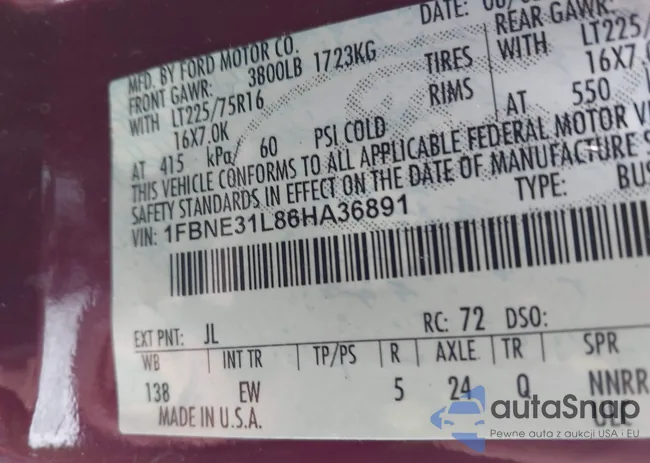 DATE:
MFD. BY FORD MOTOR CO.
FRONT GAWR: 3800LB 1723KG
REAR GAWR:
WITH LT225/75R16 TIRES WITH LT225/
16X7.0K RIMS 16X7.
AT 415 kPa/ 60 PSI COLD AT 550
THIS VEHICLE CONFORMS TO ALL APPLICABLE FEDERAL MOTOR
SAFETY STANDARDS IN EFFECT ON THE DATE OF MANUFACTURE
VIN: 1FBNE31L86HA36891 TYPE: BU
EXT PNT: JL RC: 72 DSO:
WB INT TR TP/PS R AXLE TR SPR
138 EW 5 24 Q NNRR
MADE IN U.S.A.
autaSnap
Pewne auta z aukcji USA i EU